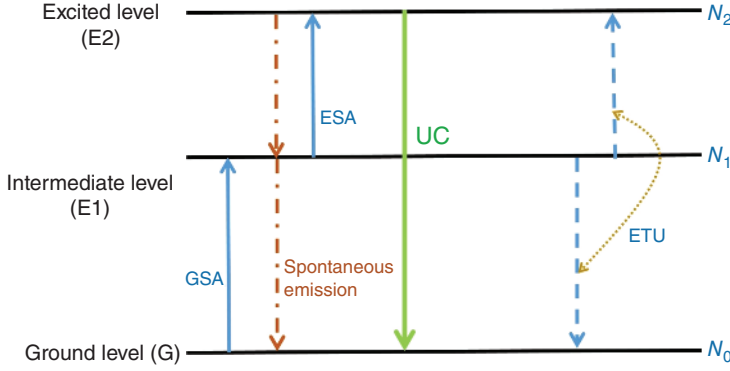 Excited level
(E2)
N2
ESA
UC
N1
Intermediate level
(E1)
ETU
GSA
Spontaneous
emission
Ground level (G)
N0